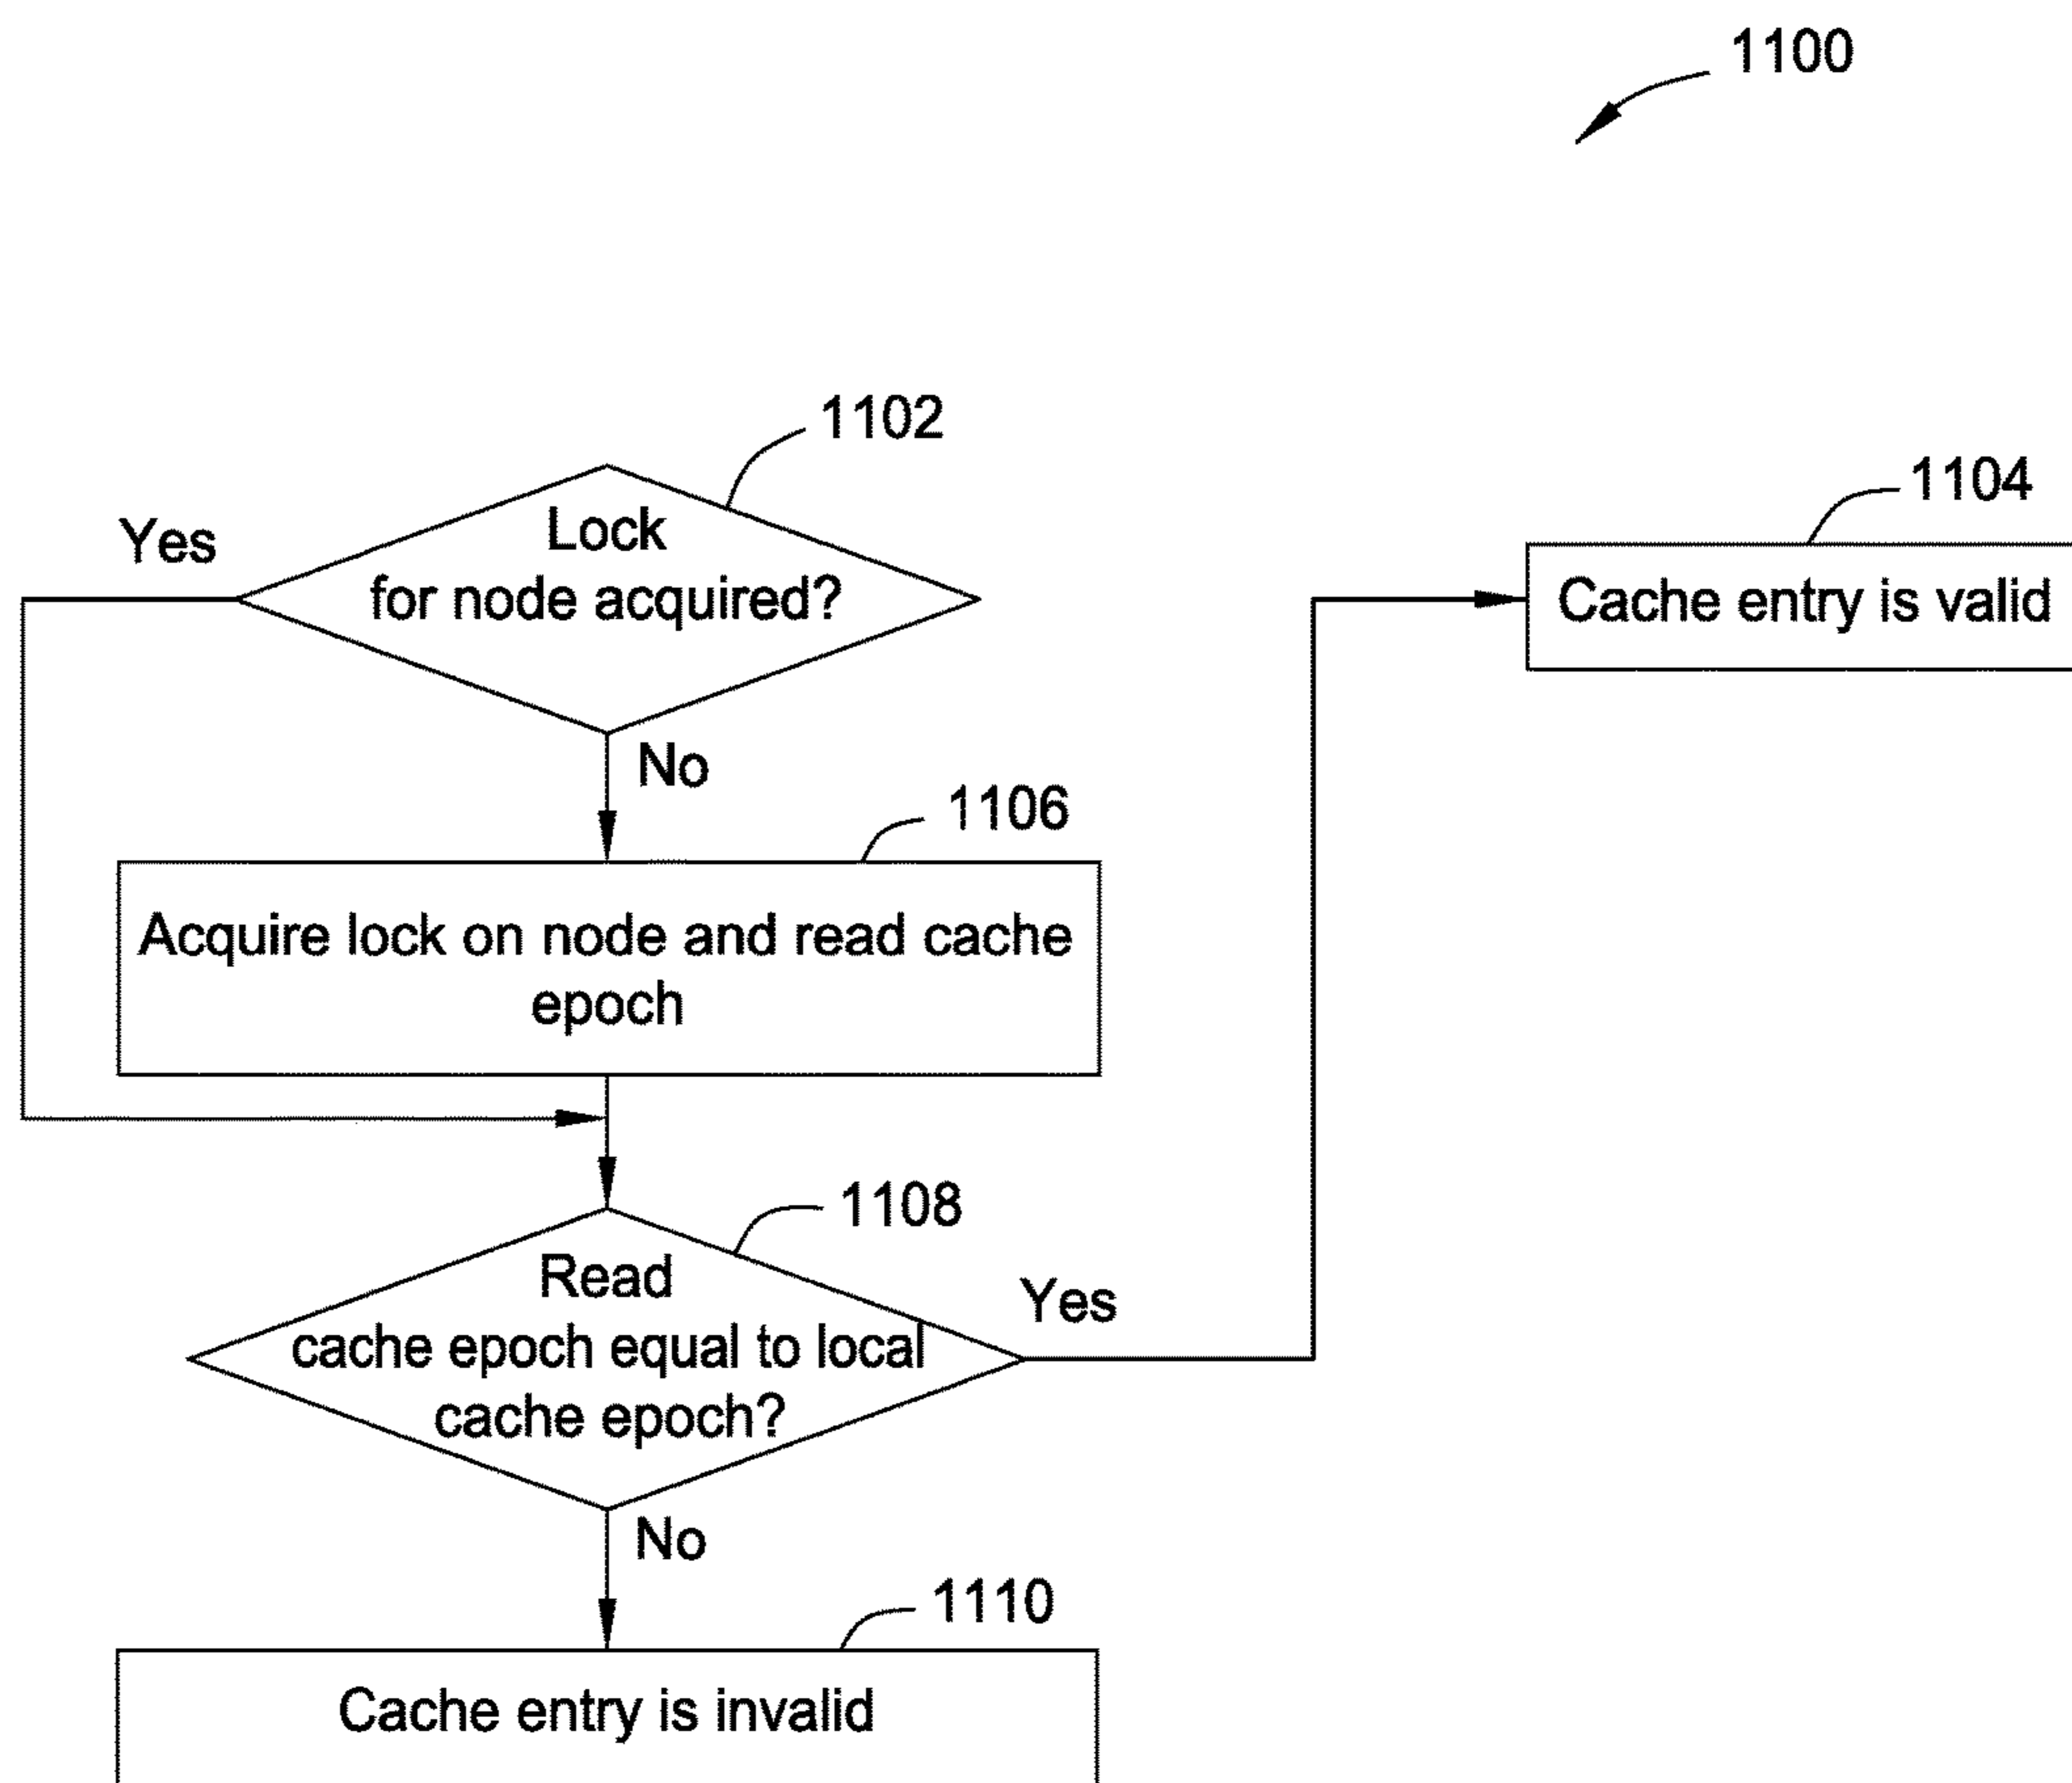 1100
1102
Lock
for node acquired?
Yes
1104
Cache entry is valid
No
1106
Acquire lock on node and read cache
epoch
1108
Read
cache epoch equal to local
cache epoch?
Yes
No
1110
Cache entry is invalid